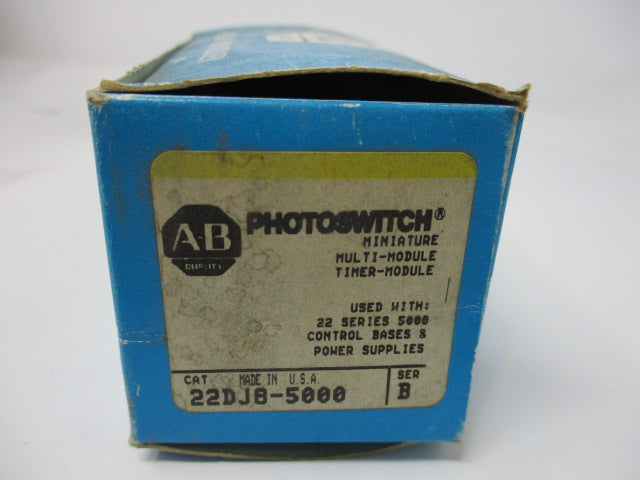 A-B
QUALITY
PHOTOSWITCH®
MINIATURE
MULTI-MODULE
TIMER-MODULE
USED WITH:
22 SERIES 5000
CONTROL BASES &
POWER SUPPLIES
CAT MADE IN U.S.A. SER
22DJ8-5000 B